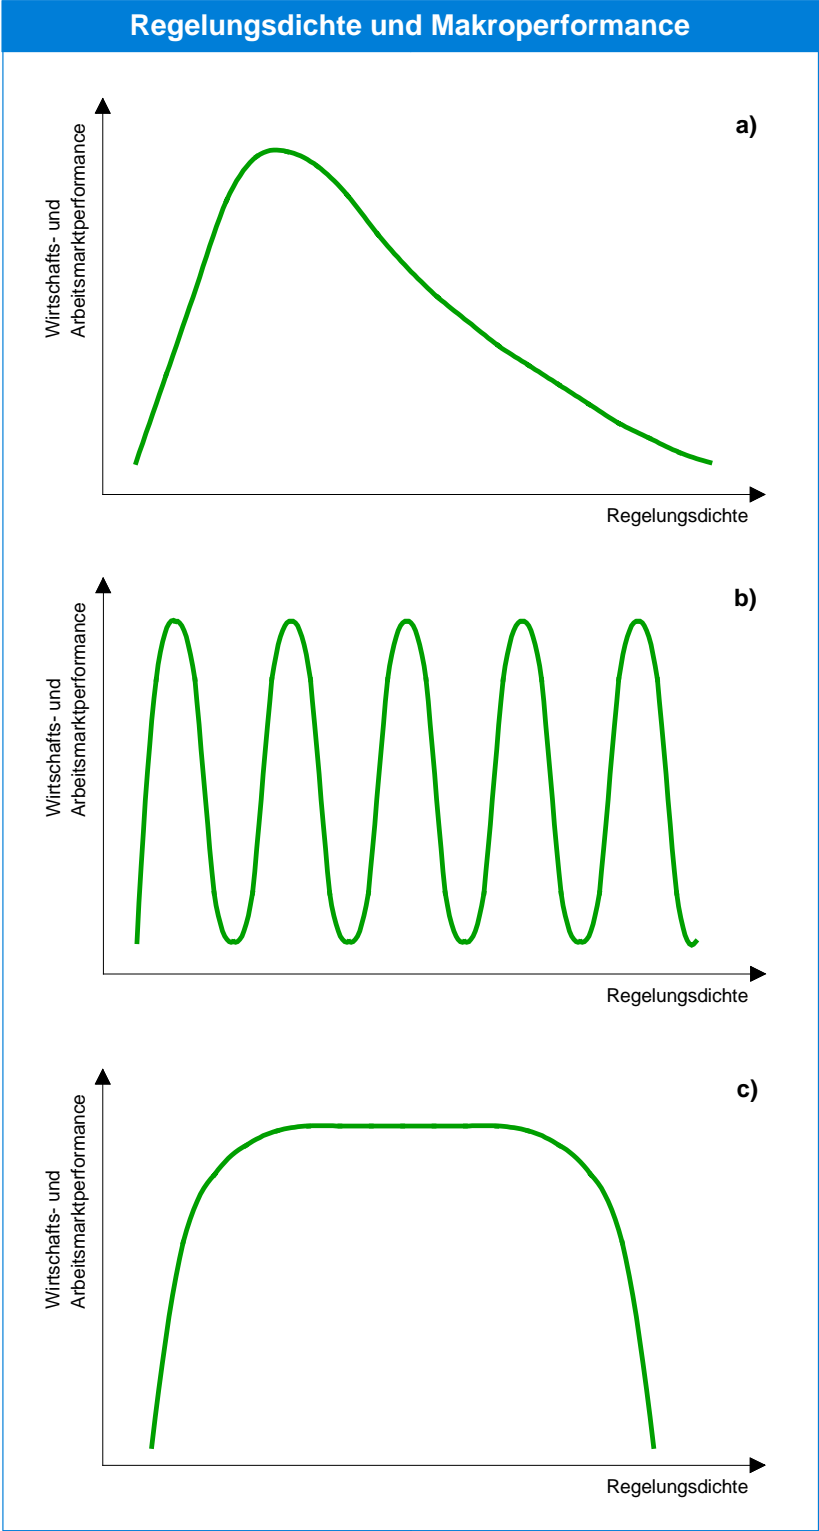 Regelungsdichte und Makroperformance
a)
Wirtschafts- und
Arbeitsmarktperformance
Regelungsdichte
b)
Wirtschafts- und
Arbeitsmarktperformance
Regelungsdichte
c)
Wirtschafts- und
Arbeitsmarktperformance
Regelungsdichte